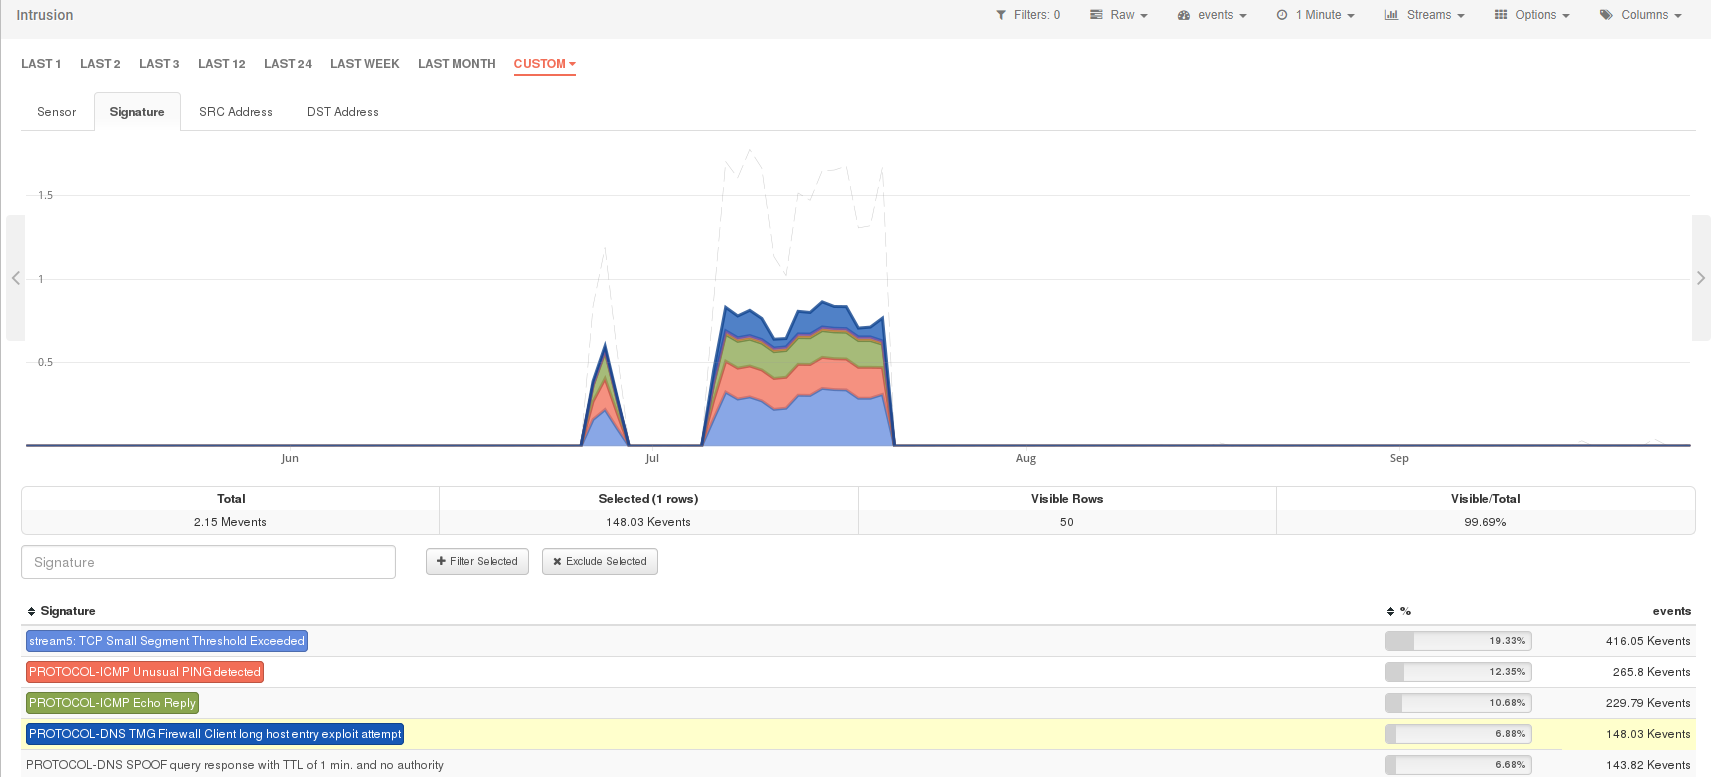 Intrusion
Filters: 0 Raw events 1 Minute Streams Options Columns
LAST 1 LAST 2 LAST 3 LAST 12 LAST 24 LAST WEEK LAST MONTH CUSTOM
Sensor Signature SRC Address DST Address
1.5
1
0.5
Jun Jul Aug Sep
Total Selected (1 rows) Visible Rows Visible/Total
2.15 Mevents 148.03 Kevents 50 99.69%
Signature Filter Selected Exclude Selected
Signature % events
stream5: TCP Small Segment Threshold Exceeded 19.33% 416.05 Kevents
PROTOCOL-ICMP Unusual PING detected 12.35% 265.8 Kevents
PROTOCOL-ICMP Echo Reply 10.68% 229.79 Kevents
PROTOCOL-DNS TMG Firewall Client long host entry exploit attempt 6.88% 148.03 Kevents
PROTOCOL-DNS SPOOF query response with TTL of 1 min. and no authority 6.68% 143.82 Kevents